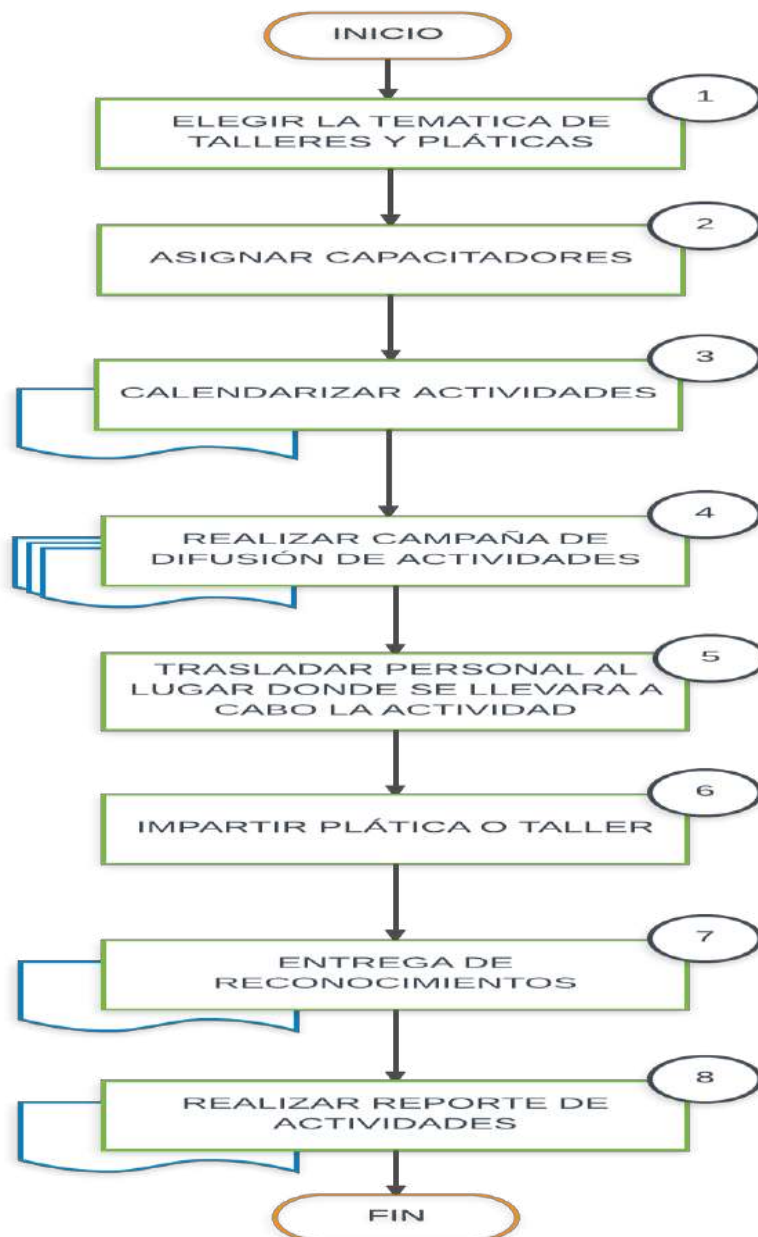 INICIO
1
ELEGIR LA TEMATICA DE
TALLERES Y PLÁTICAS
2
ASIGNAR CAPACITADORES
3
CALENDARIZAR ACTIVIDADES
4
REALIZAR CAMPAÑA DE
DIFUSIÓN DE ACTIVIDADES
5
TRASLADAR PERSONAL AL
LUGAR DONDE SE LLEVARA A
CABO LA ACTIVIDAD
6
IMPARTIR PLÁTICA O TALLER
7
ENTREGA DE
RECONOCIMIENTOS
8
REALIZAR REPORTE DE
ACTIVIDADES
FIN